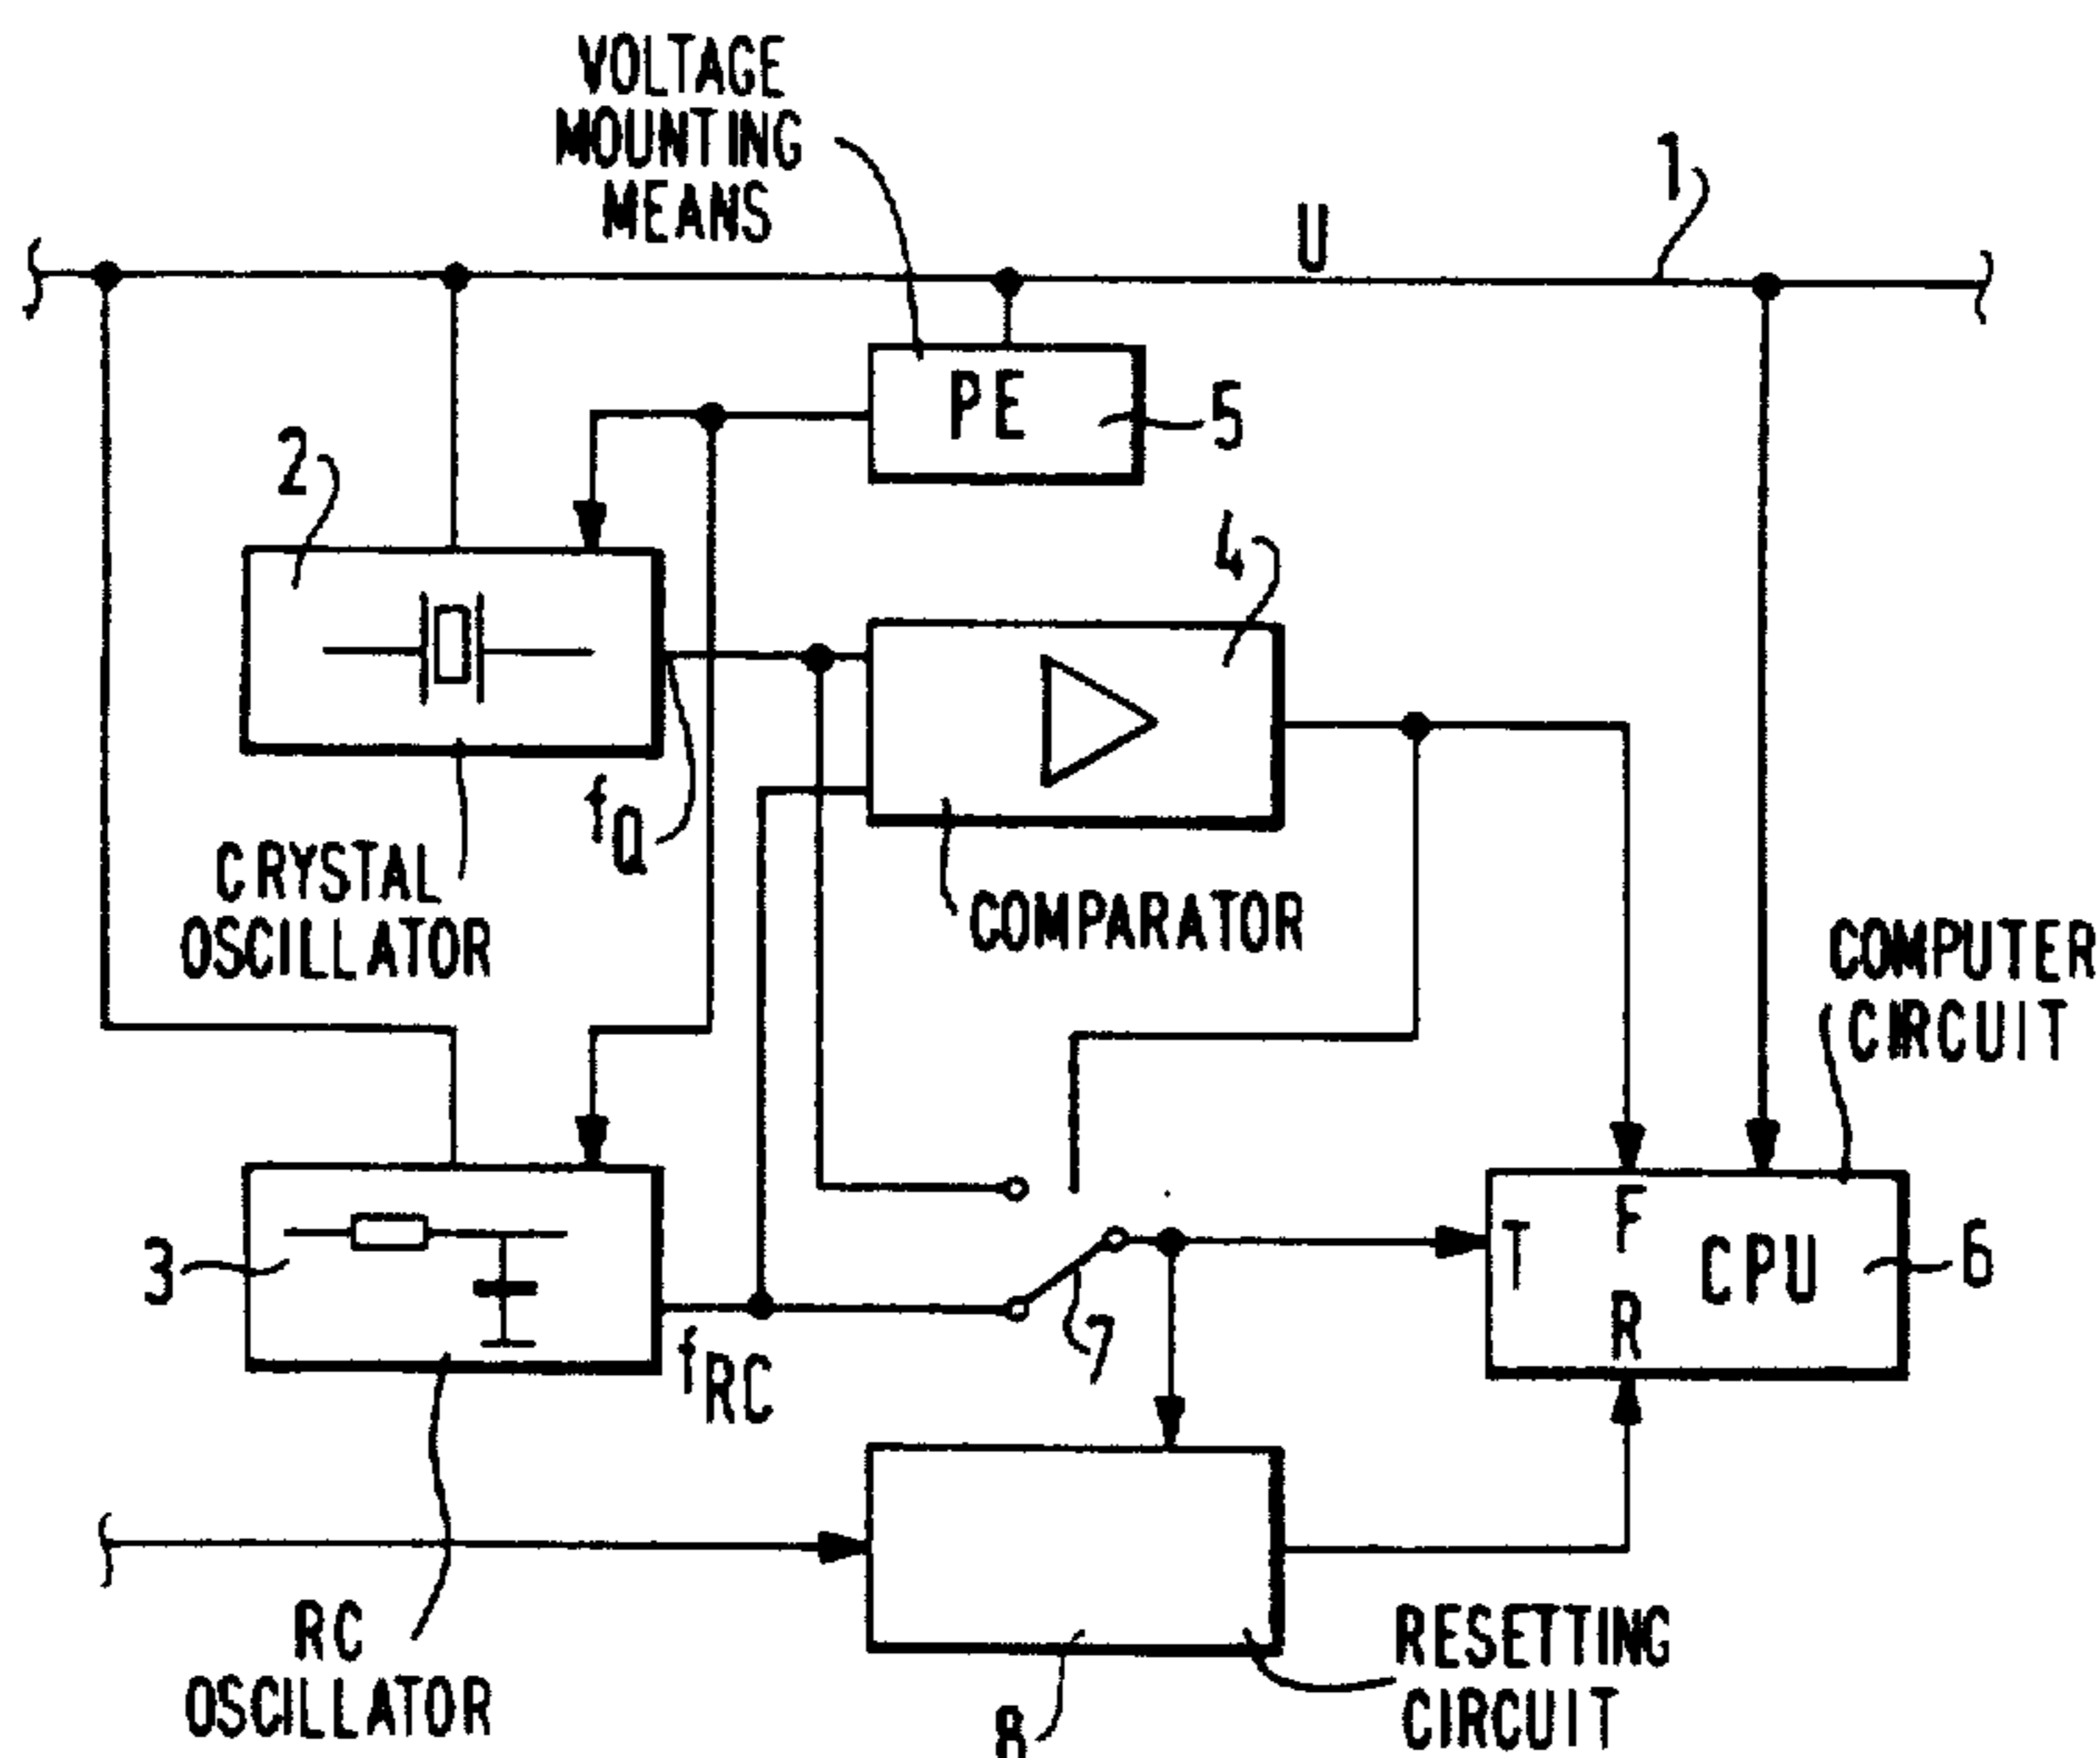 VOLTAGE
MOUNTING
MEANS
1
U
PE
5
2
4
fQ
CRYSTAL
OSCILLATOR
COMPARATOR
COMPUTER
CIRCUIT
3
T
F
CPU
6
R
7
fRC
RC
OSCILLATOR
RESETTING
CIRCUIT
8